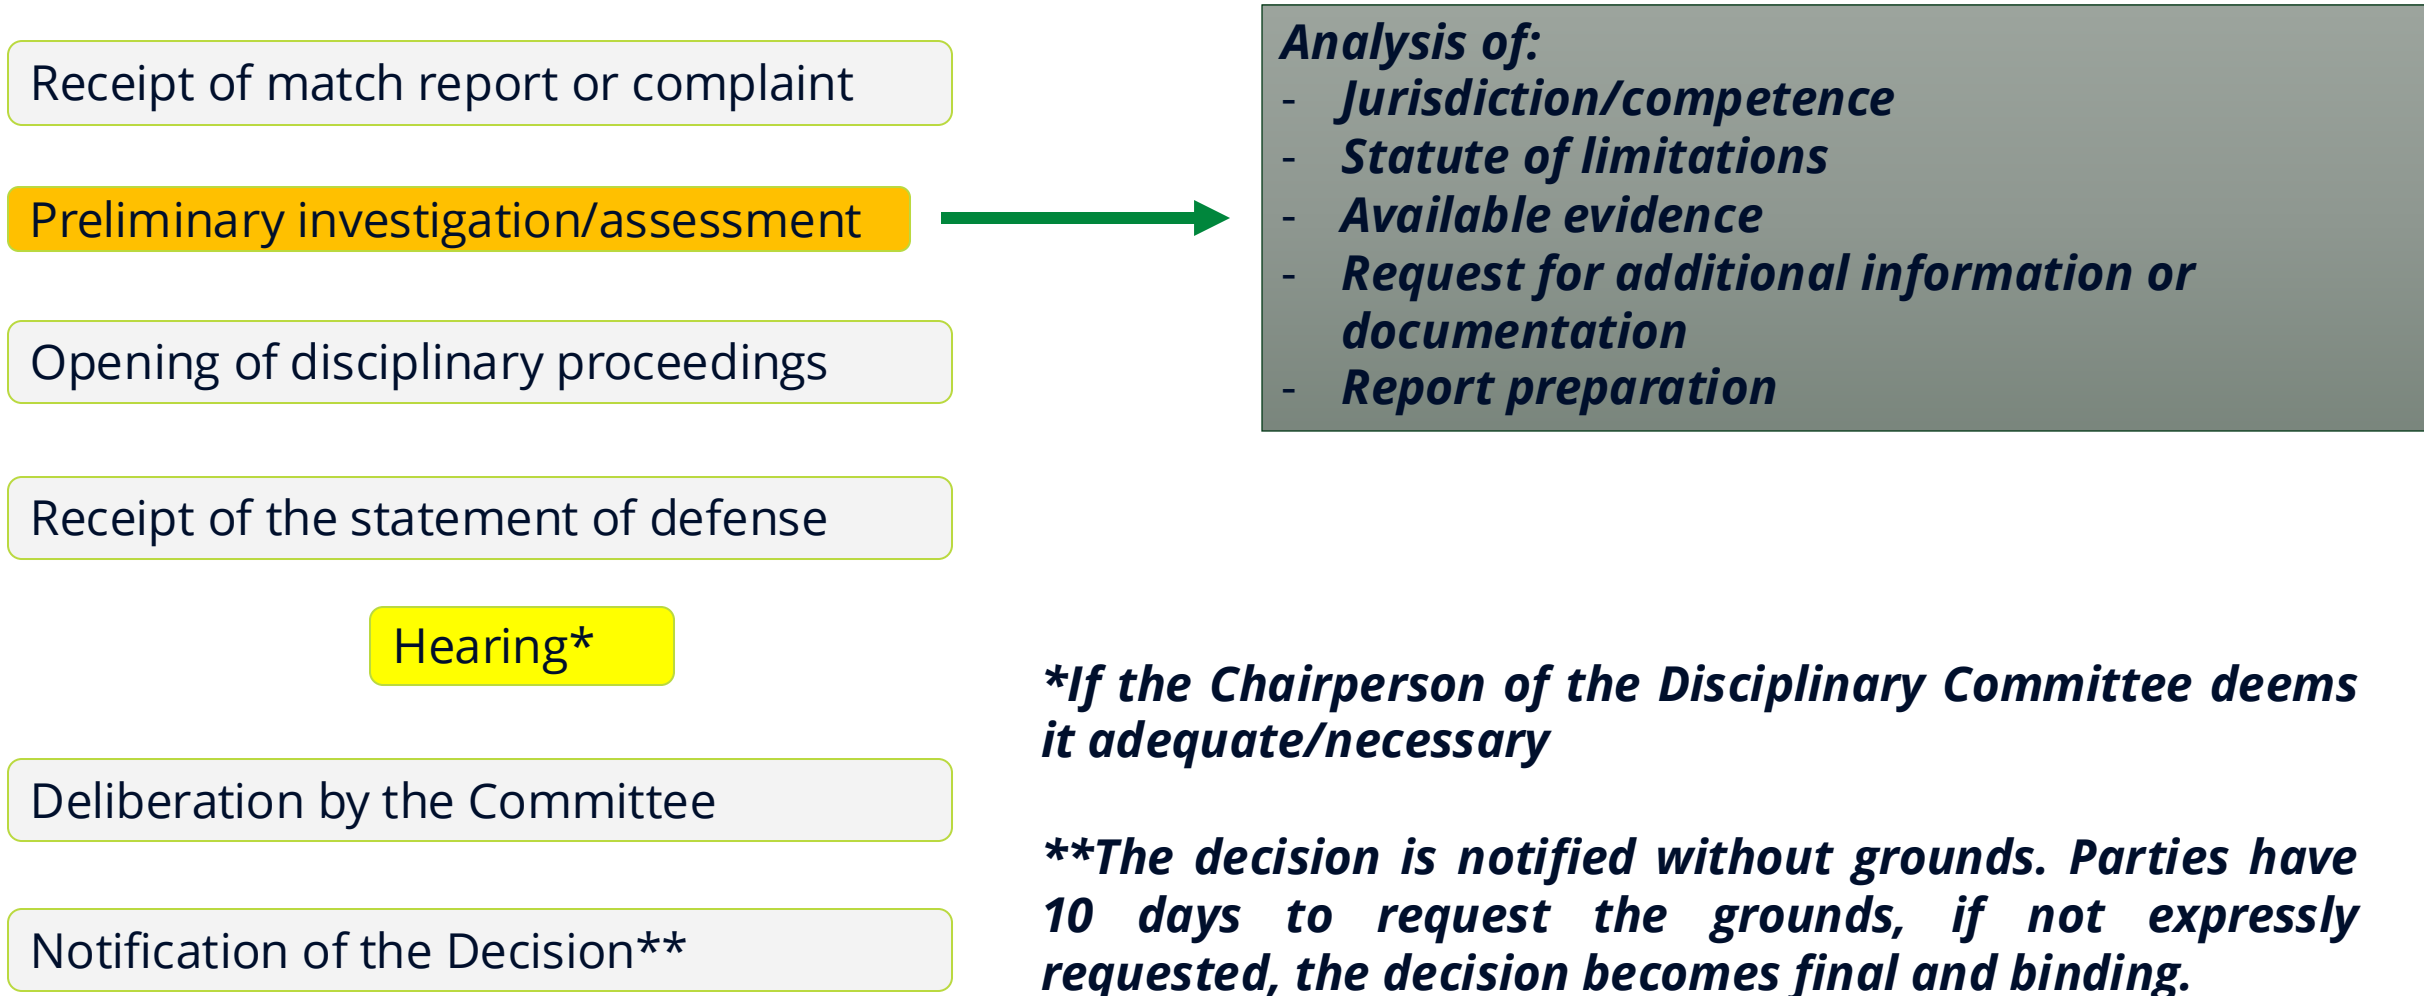 Receipt of match report or complaint
Preliminary investigation/assessment
Opening of disciplinary proceedings
Receipt of the statement of defense
Hearing*
Deliberation by the Committee
Notification of the Decision**
Analysis of:
- Jurisdiction/competence
- Statute of limitations
- Available evidence
- Request for additional information or
documentation
- Report preparation
*If the Chairperson of the Disciplinary Committee deems
it adequate/necessary
**The decision is notified without grounds. Parties have
10 days to request the grounds, if not expressly
requested, the decision becomes final and binding.